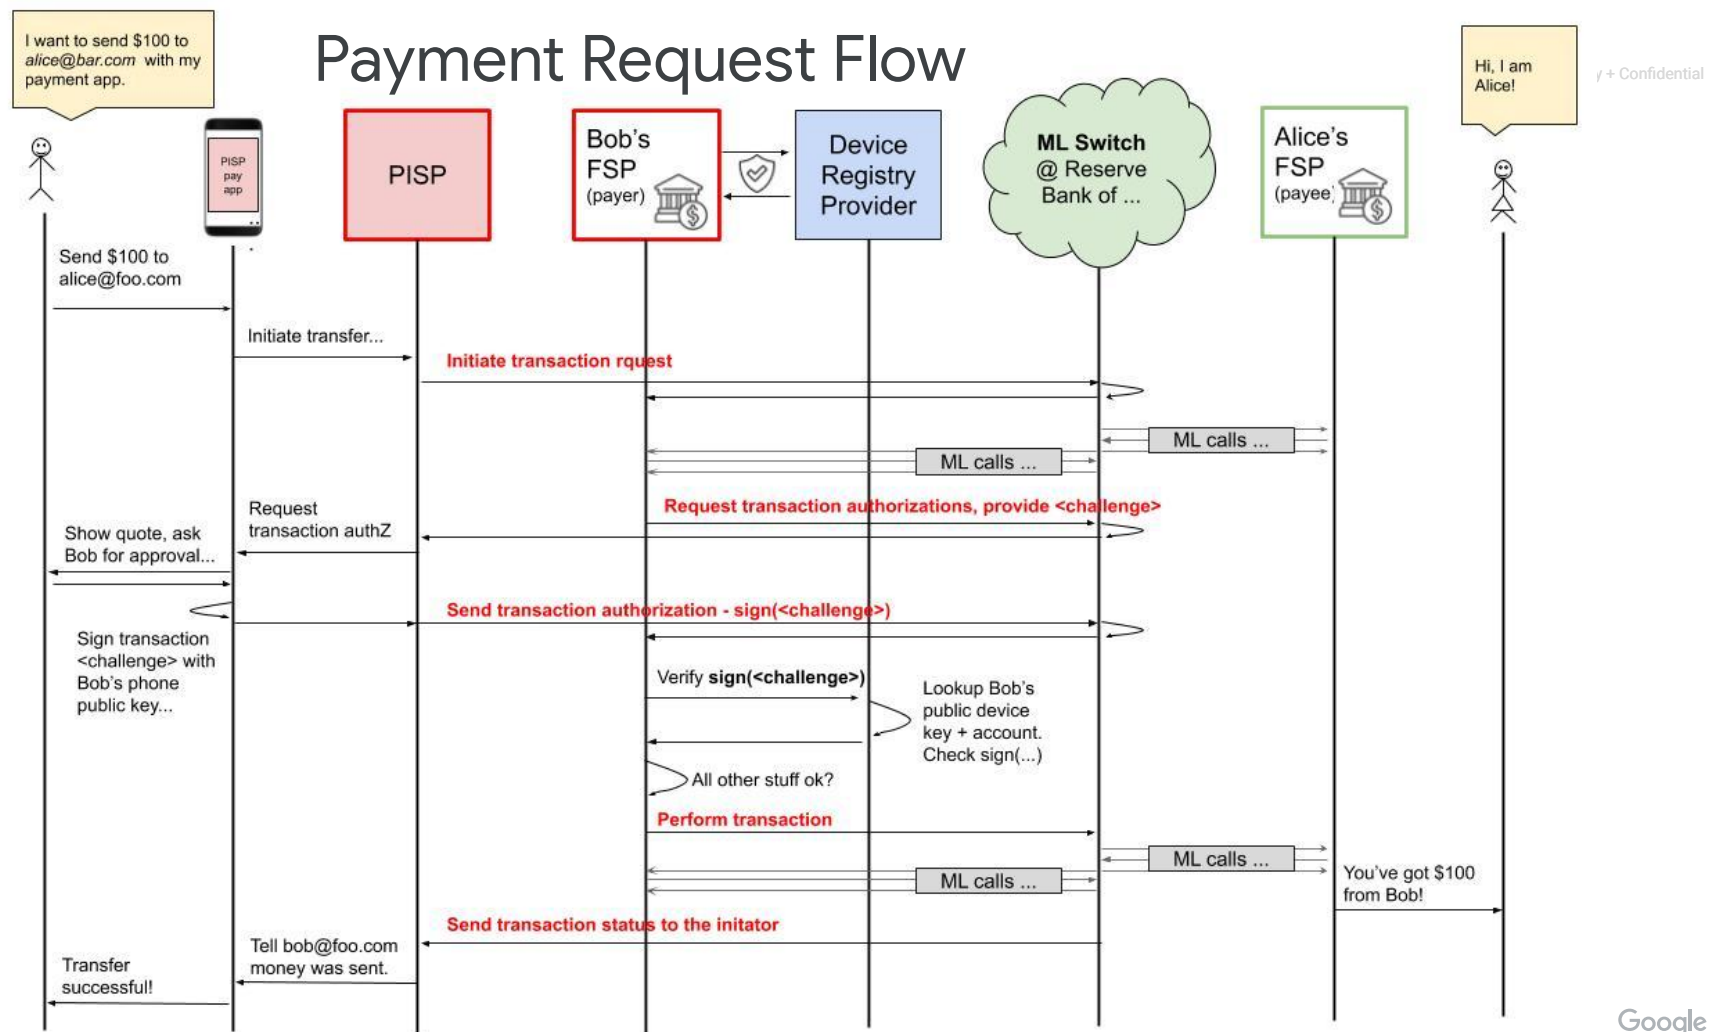 I want to send $100 to
alice@bar.com with my
payment app.
Payment Request Flow
Hi, I am
Alice!
+ Confidential
PISP
pay
app
PISP
Bob's
FSP
(payer)
Device
Registry
Provider
ML Switch
@ Reserve
Bank of ...
Alice's
FSP
(payee)
Send $100 to
alice@foo.com
Initiate transfer...
Initiate transaction rquest
ML calls ...
ML calls ...
Request transaction authorizations, provide <challenge>
Request
transaction authZ
Show quote, ask
Bob for approval...
Send transaction authorization - sign(<challenge>)
Sign transaction
<challenge> with
Bob's phone
public key...
Verify sign(<challenge>)
Lookup Bob's
public device
key + account.
Check sign(...)
All other stuff ok?
Perform transaction
ML calls ...
ML calls ...
You've got $100
from Bob!
Send transaction status to the initator
Tell bob@foo.com
money was sent.
Transfer
successful!
Google